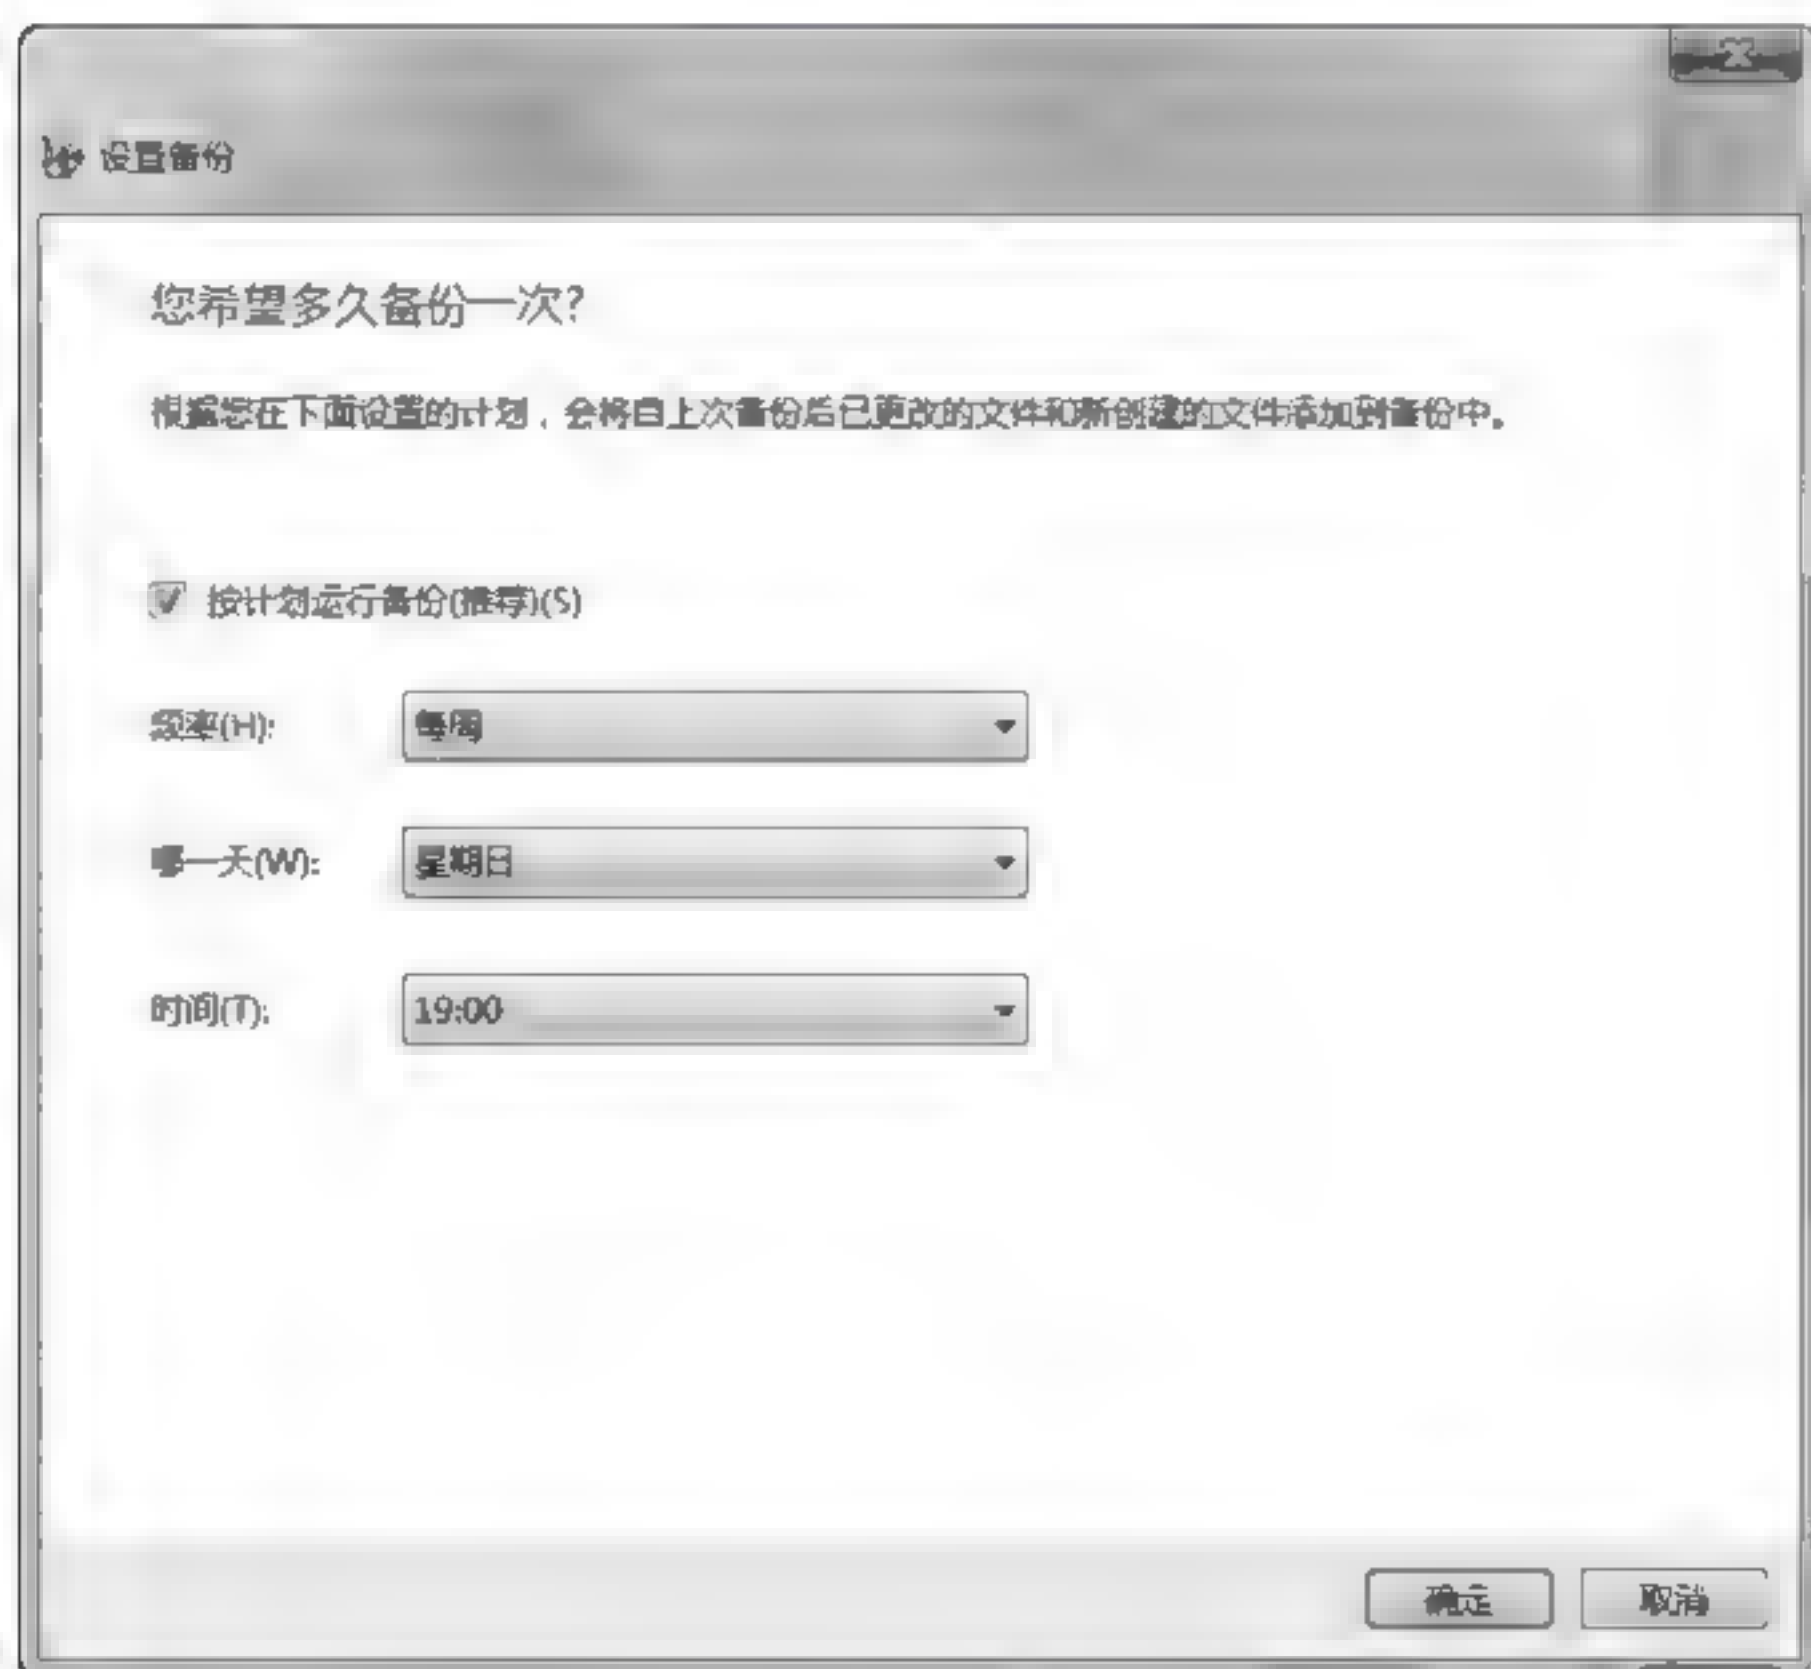 设置备份
您希望多久备份一次?
根据您在下面设置的计划，会将自上次备份后已更改的文件和新创建的文件添加到备份中。
按计划运行备份(推荐)(S)
频率(H): 每周
哪一天(W): 星期日
时间(T): 19:00
确定 取消